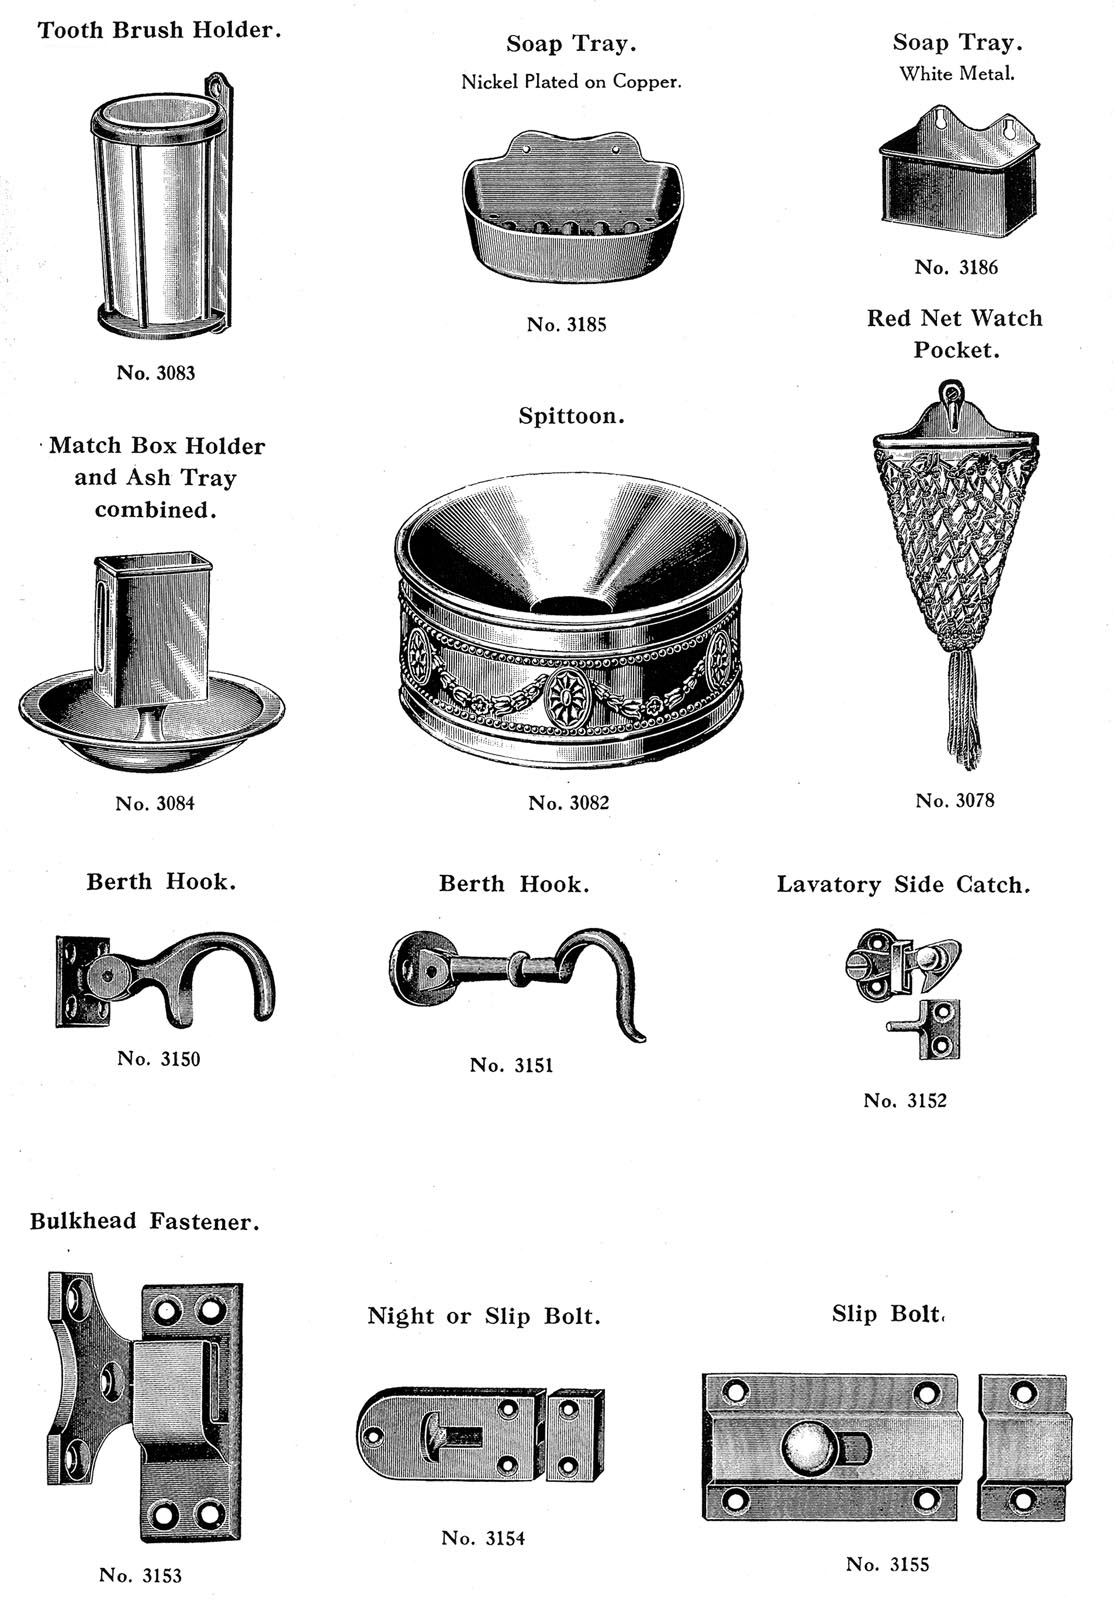 Tooth Brush Holder.
No. 3083
Soap Tray.
Nickel Plated on Copper.
No. 3185
Soap Tray.
White Metal.
No. 3186
Match Box Holder
and Ash Tray
combined.
No. 3084
Spittoon.
No. 3082
Red Net Watch
Pocket.
No. 3078
Berth Hook.
No. 3150
Berth Hook.
No. 3151
Lavatory Side Catch.
No. 3152
Bulkhead Fastener.
No. 3153
Night or Slip Bolt.
No. 3154
Slip Bolt.
No. 3155